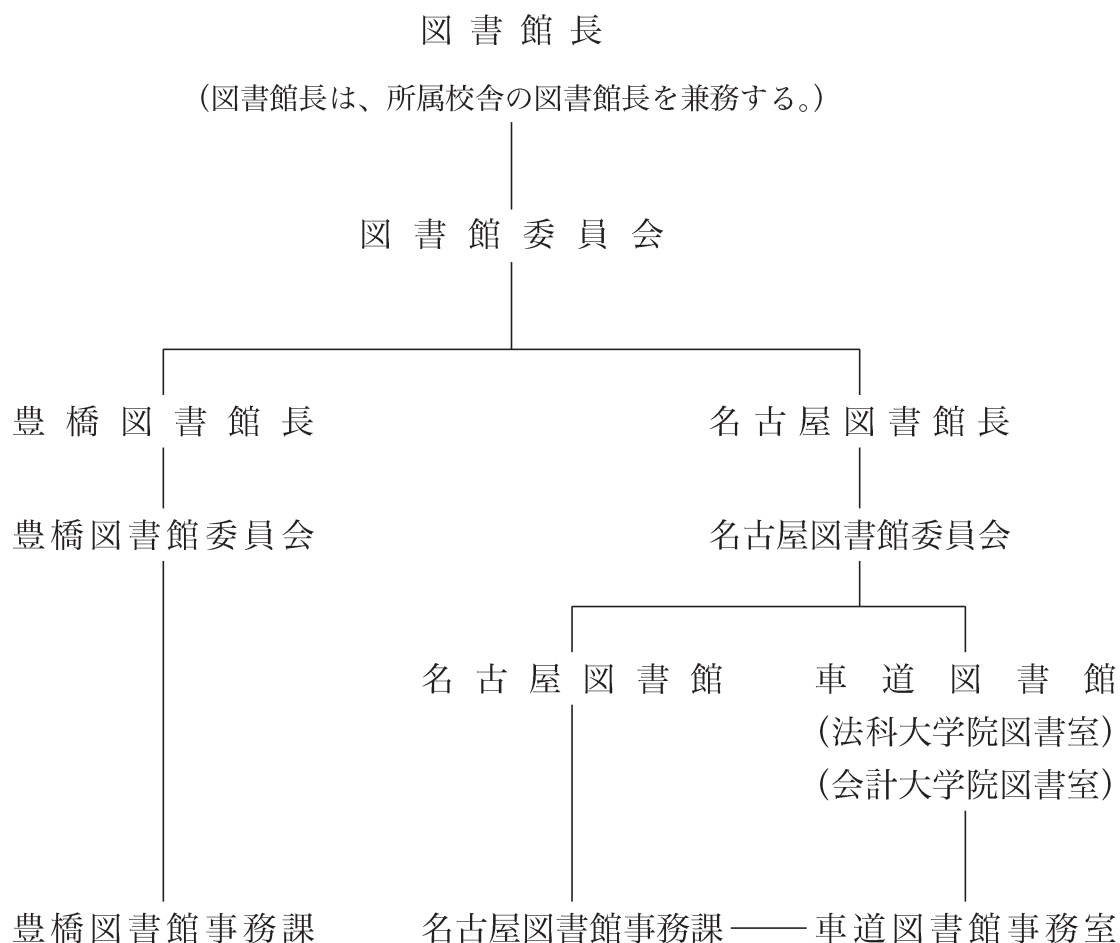 図書館長
（図書館長は、所属校舎の図書館長を兼務する。）
図書館委員会
豊橋図書館長
名古屋図書館長
豊橋図書館委員会
名古屋図書館委員会
名古屋図書館
車道図書館
（法科大学院図書室）
（会計大学院図書室）
豊橋図書館事務課
名古屋図書館事務課
車道図書館事務室